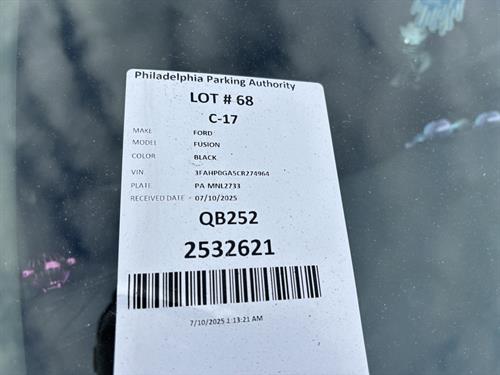 Philadelphia Parking Authority
LOT # 68
C-17
MAKE FORD
MODEL FUSION
COLOR BLACK
VIN 3FAHP0GA5CR274964
PLATE PA MNL2733
RECEIVED DATE 07/10/2025
QB252
2532621
7/10/2025 1:13:21 AM